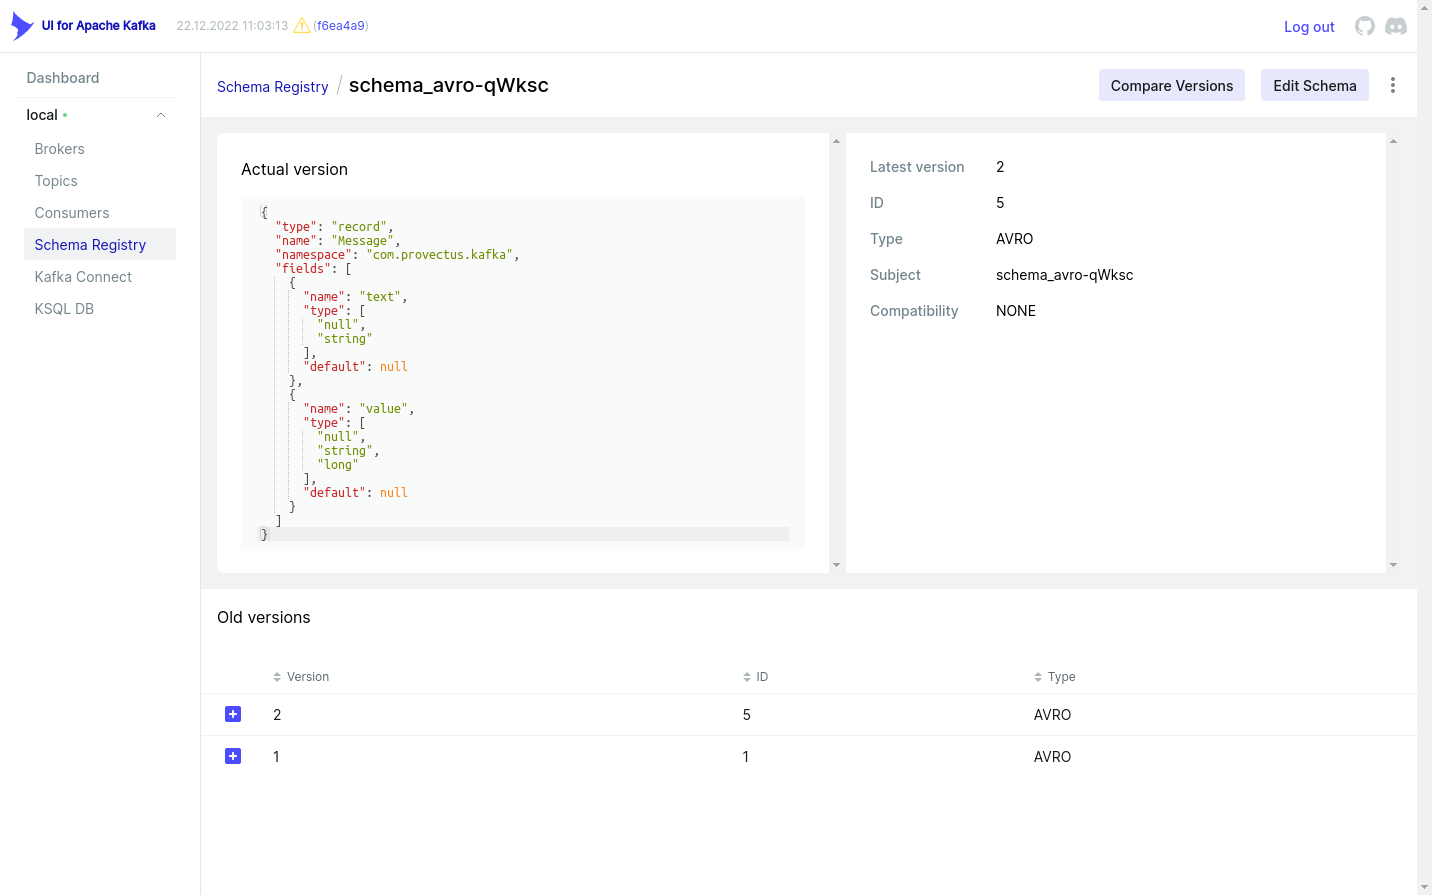 UI for Apache Kafka 22.12.2022 11:03:13 (f6ea4a9) Log out
Dashboard
local
Brokers
Topics
Consumers
Schema Registry
Kafka Connect
KSQL DB
Schema Registry / schema_avro-qWksc Compare Versions Edit Schema
Actual version
{
  "type": "record",
  "name": "Message",
  "namespace": "com.provectus.kafka",
  "fields": [
    {
      "name": "text",
      "type": [
        "null",
        "string"
      ],
      "default": null
    },
    {
      "name": "value",
      "type": [
        "null",
        "string",
        "long"
      ],
      "default": null
    }
  ]
}
Latest version 2
ID 5
Type AVRO
Subject schema_avro-qWksc
Compatibility NONE
Old versions
Version ID Type
2 5 AVRO
1 1 AVRO